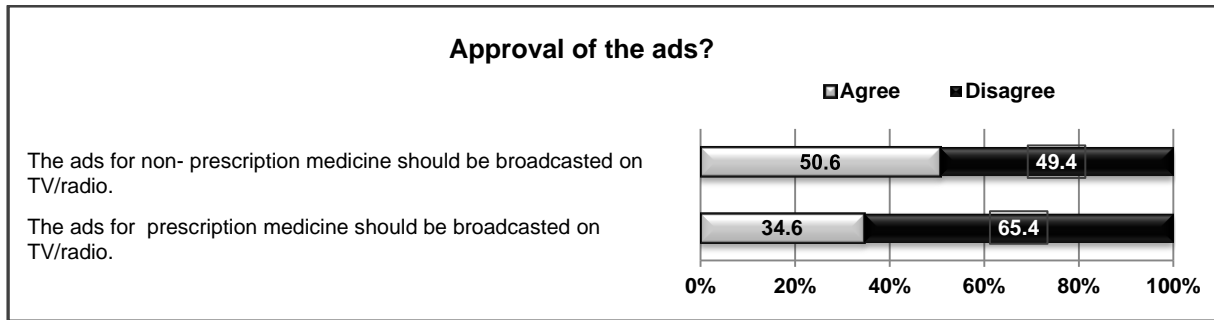 Approval of the ads?
Agree Disagree
The ads for non- prescription medicine should be broadcasted on
TV/radio.
50.6 49.4
The ads for prescription medicine should be broadcasted on
TV/radio.
34.6 65.4
0% 20% 40% 60% 80% 100%